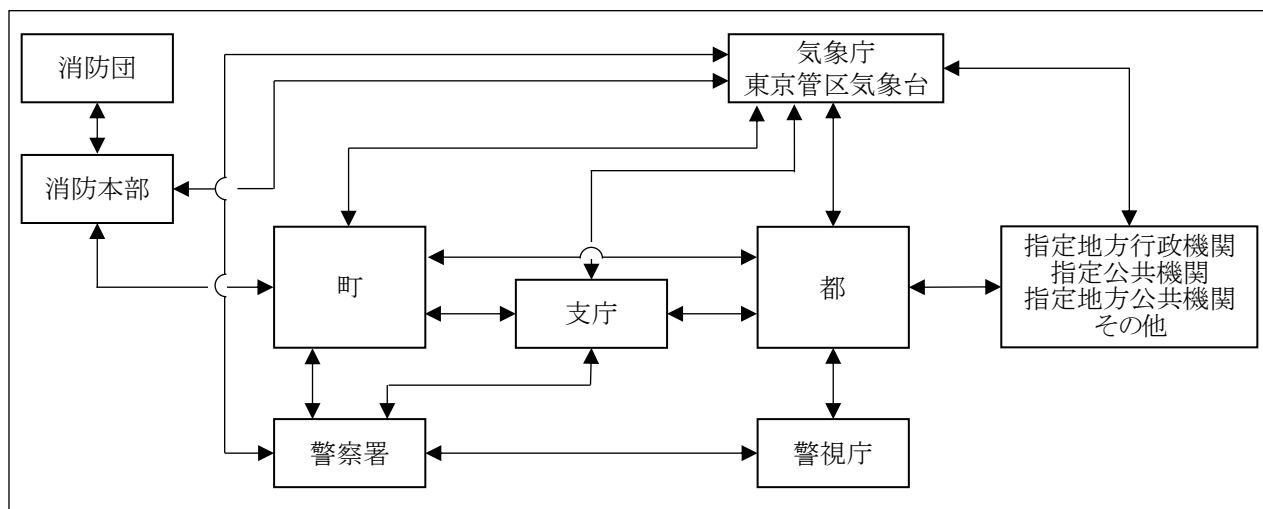 消防団
気象庁
東京管区気象台
消防本部
町
支庁
都
指定地方行政機関
指定公共機関
指定地方公共機関
その他
警察署
警視庁